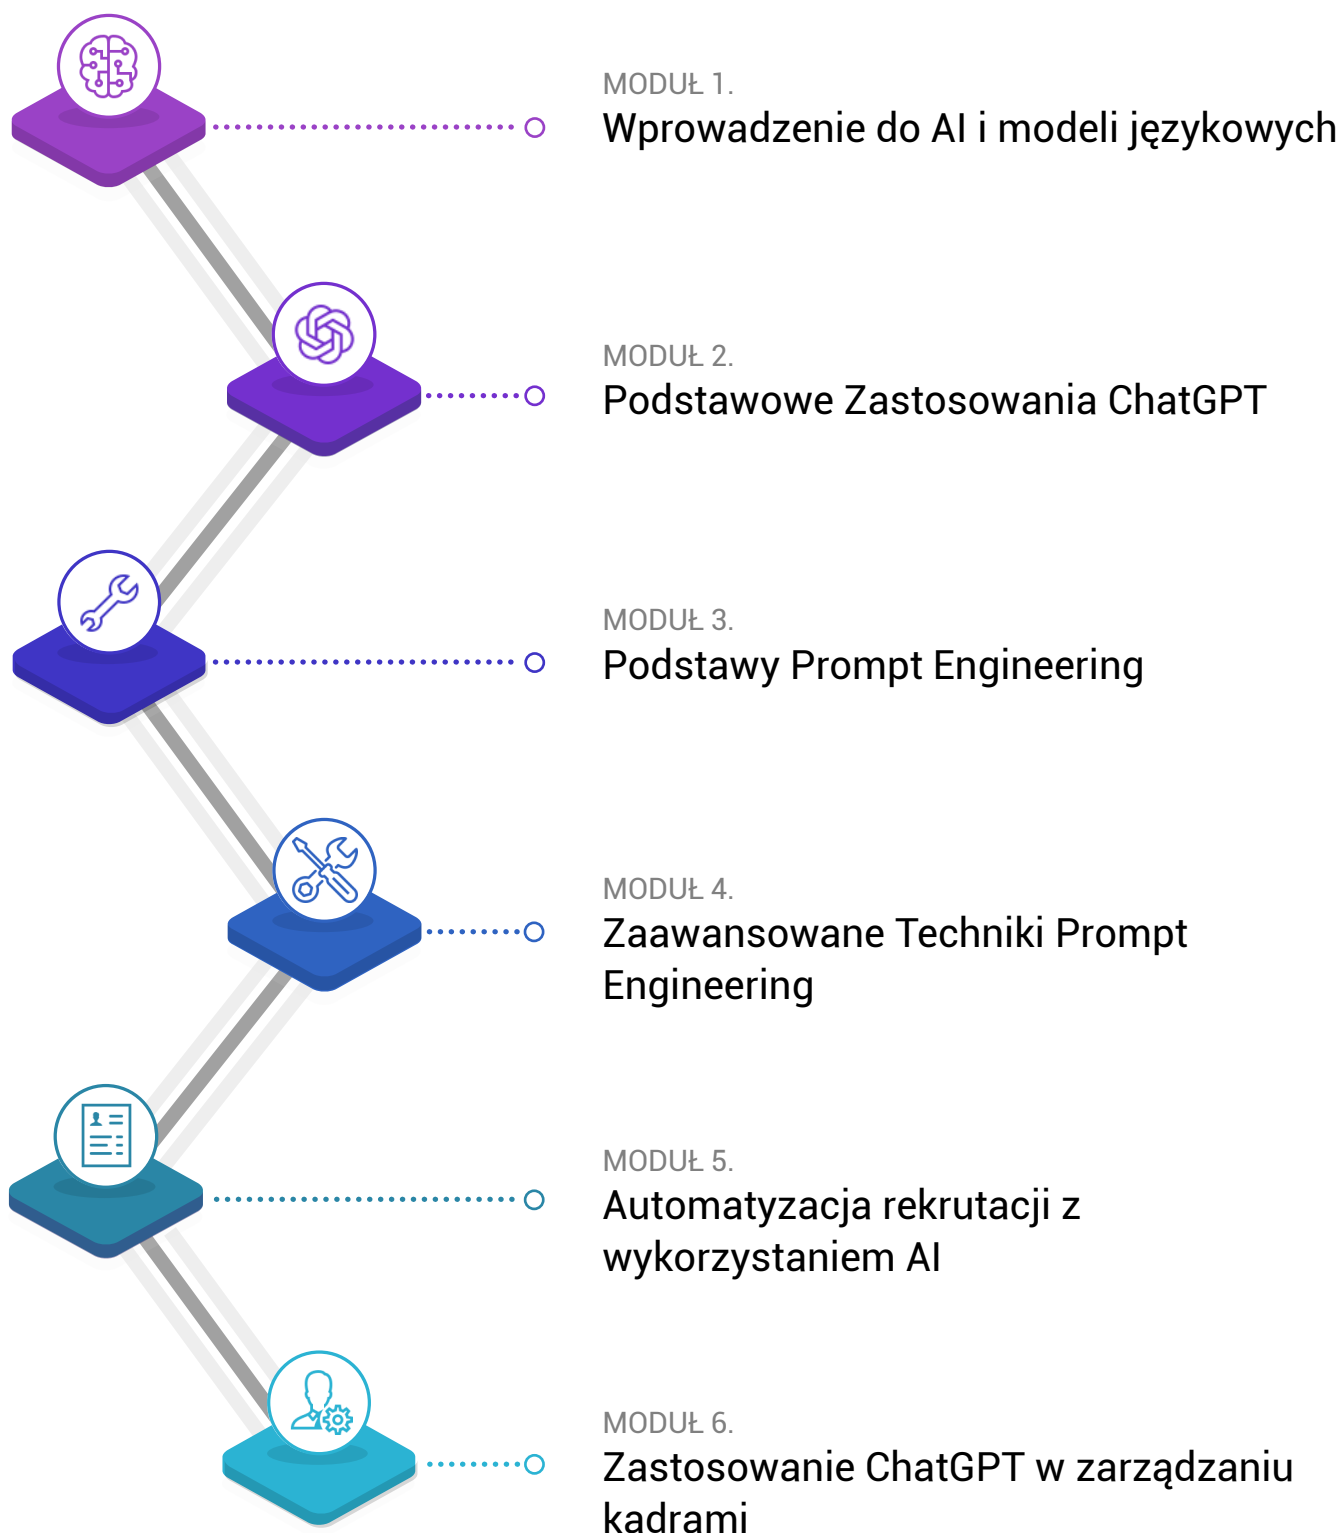 MODUŁ 1.
Wprowadzenie do AI i modeli językowych
MODUŁ 2.
Podstawowe Zastosowania ChatGPT
MODUŁ 3.
Podstawy Prompt Engineering
MODUŁ 4.
Zaawansowane Techniki Prompt
Engineering
MODUŁ 5.
Automatyzacja rekrutacji z
wykorzystaniem AI
MODUŁ 6.
Zastosowanie ChatGPT w zarządzaniu
kadrami